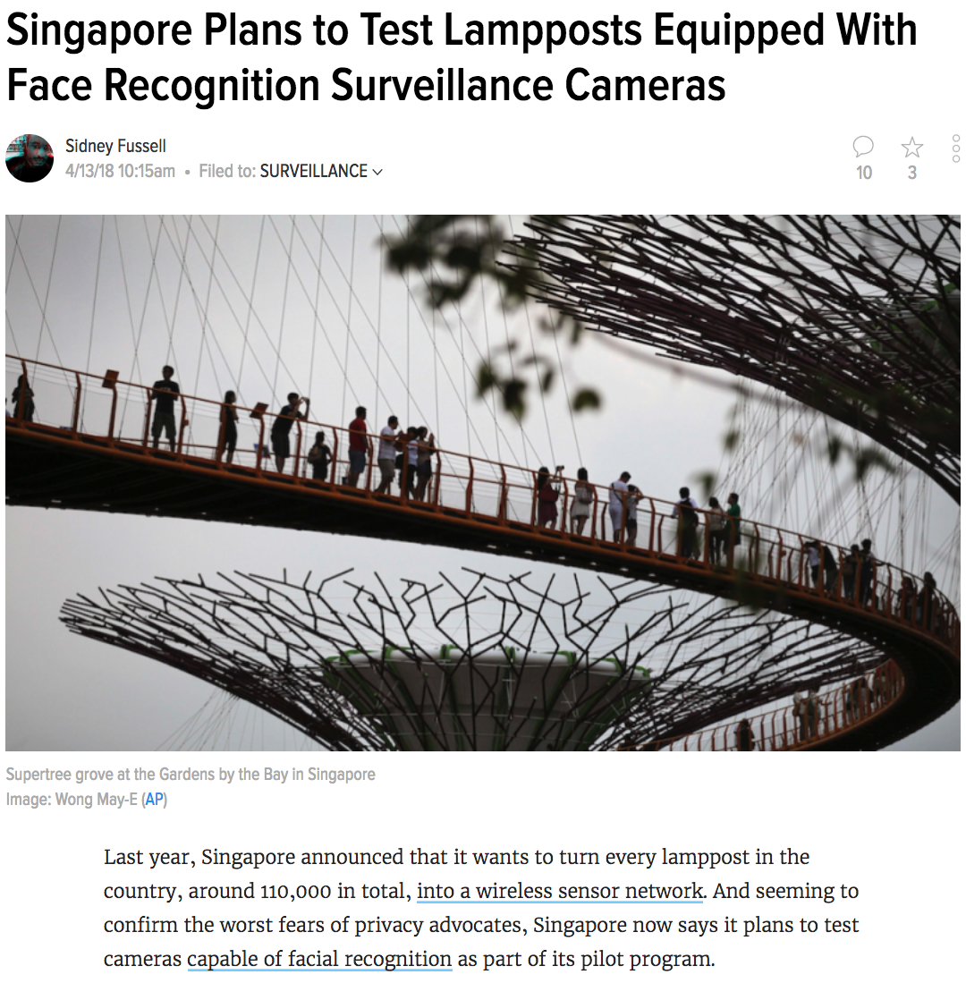 Singapore Plans to Test Lampposts Equipped With
Face Recognition Surveillance Cameras
Sidney Fussell
4/13/18 10:15am • Filed to: SURVEILLANCE
10
3
Supertree grove at the Gardens by the Bay in Singapore
Image: Wong May-E (AP)
Last year, Singapore announced that it wants to turn every lamppost in the
country, around 110,000 in total, into a wireless sensor network. And seeming to
confirm the worst fears of privacy advocates, Singapore now says it plans to test
cameras capable of facial recognition as part of its pilot program.